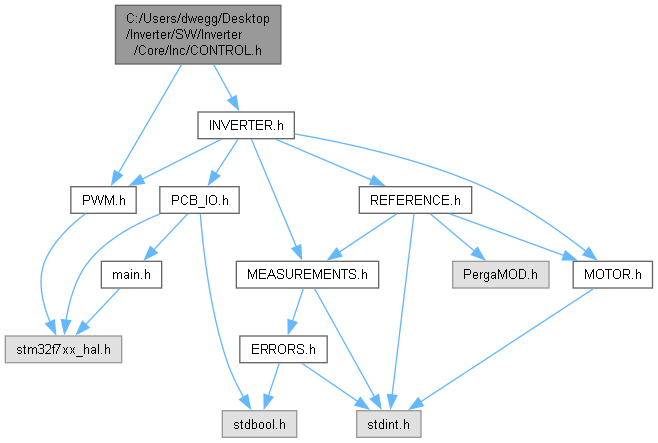 C:/Users/dwegg/Desktop
/Inverter/SW/Inverter
/Core/Inc/CONTROL.h
INVERTER.h
PWM.h
PCB_IO.h
REFERENCE.h
main.h
MEASUREMENTS.h
PergaMOD.h
MOTOR.h
stm32f7xx_hal.h
ERRORS.h
stdbool.h
stdint.h